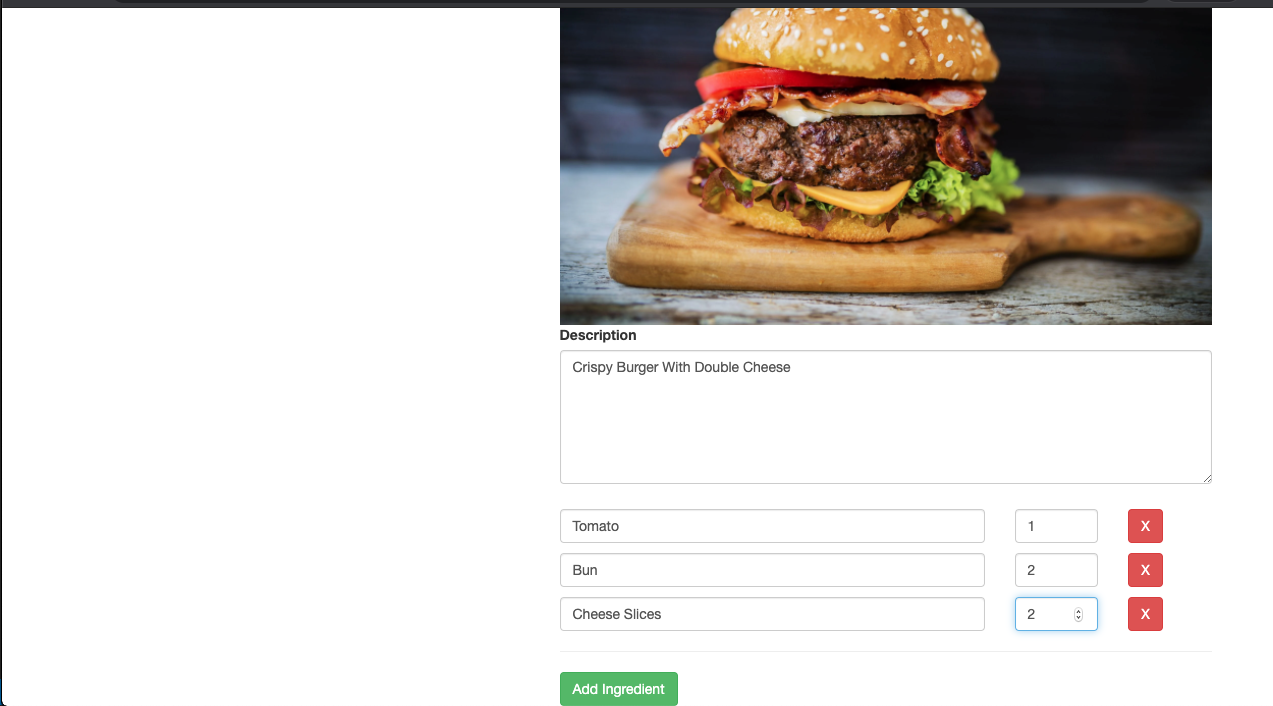 Description
Crispy Burger With Double Cheese
Tomato 1 X
Bun 2 X
Cheese Slices 2 X
Add Ingredient